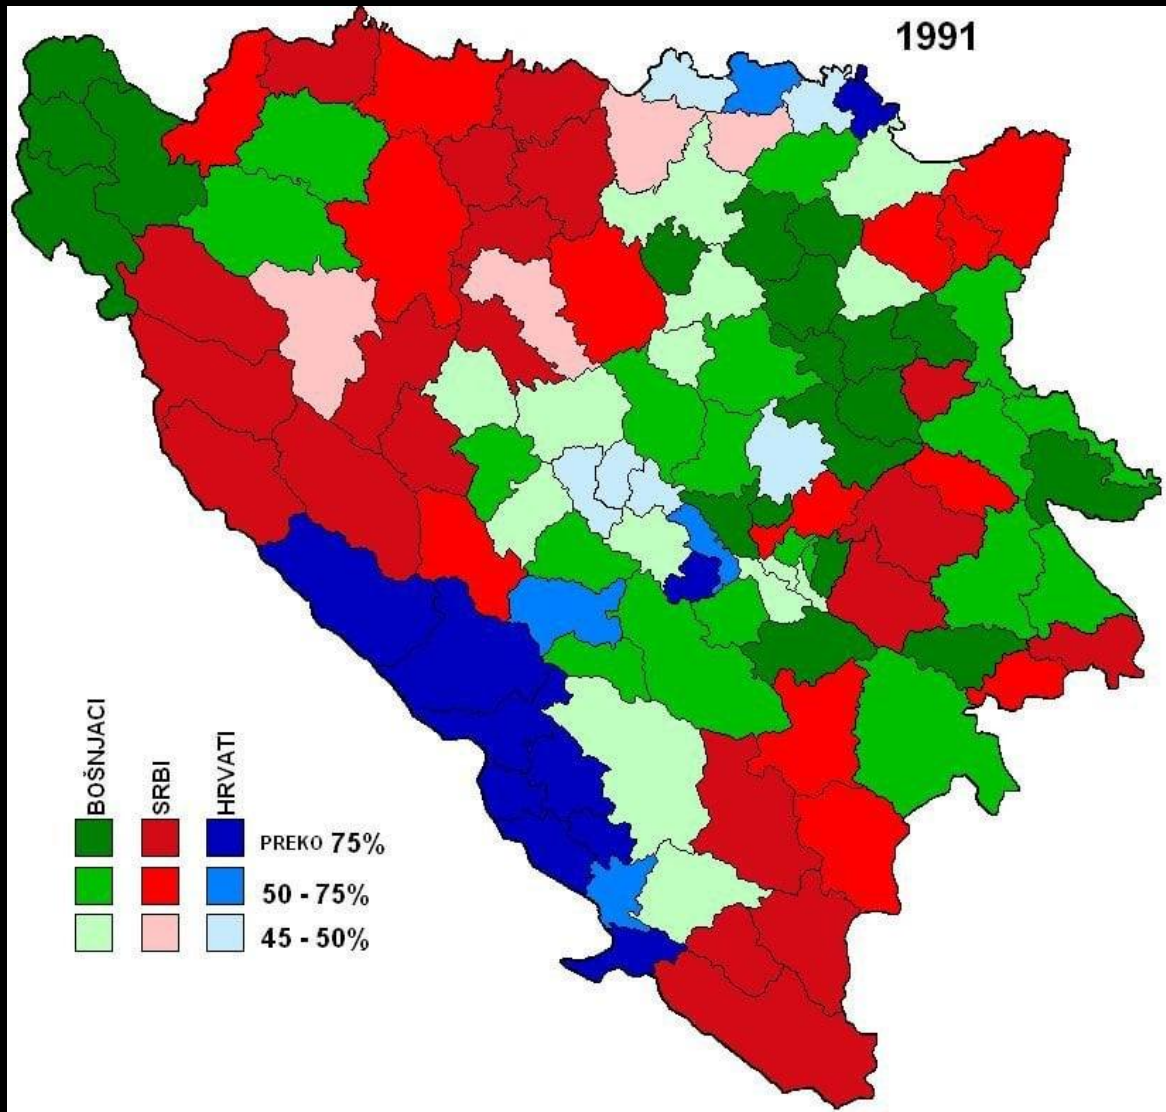 1991
BOŠNJACI
SRBI
HRVATI
PREKO 75%
50 - 75%
45 - 50%